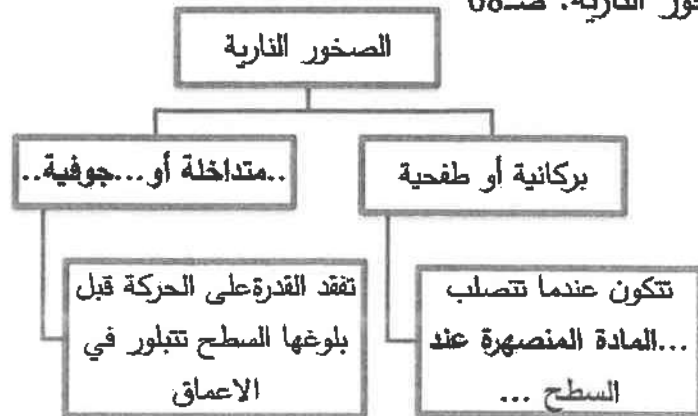 الصخور النارية
بركانية أو طفحية
..متداخلة أو...جوفية..
تتكون عندما تتصلب
...المادة المنصهرة عند
السطح ...
تفقد القدرةعلى الحركة قبل
بلوغها السطح تتبلور في
الاعماق